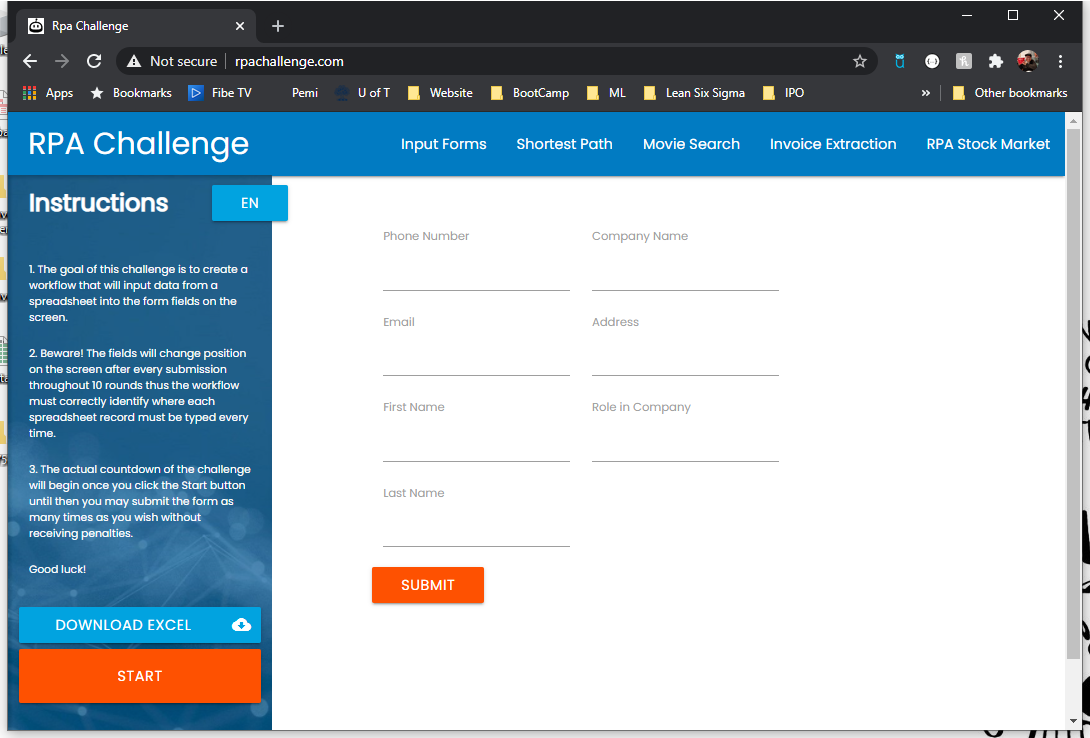 Rpa Challenge
Not secure | rpachallenge.com
Apps Bookmarks Fibe TV Pemi U of T Website BootCamp ML Lean Six Sigma IPO » Other bookmarks
RPA Challenge
Input Forms Shortest Path Movie Search Invoice Extraction RPA Stock Market
Instructions
EN
1. The goal of this challenge is to create a
workflow that will input data from a
spreadsheet into the form fields on the
screen.
2. Beware! The fields will change position
on the screen after every submission
throughout 10 rounds thus the workflow
must correctly identify where each
spreadsheet record must be typed every
time.
3. The actual countdown of the challenge
will begin once you click the Start button
until then you may submit the form as
many times as you wish without
receiving penalties.
Good luck!
DOWNLOAD EXCEL
START
Phone Number Company Name
Email Address
First Name Role in Company
Last Name
SUBMIT